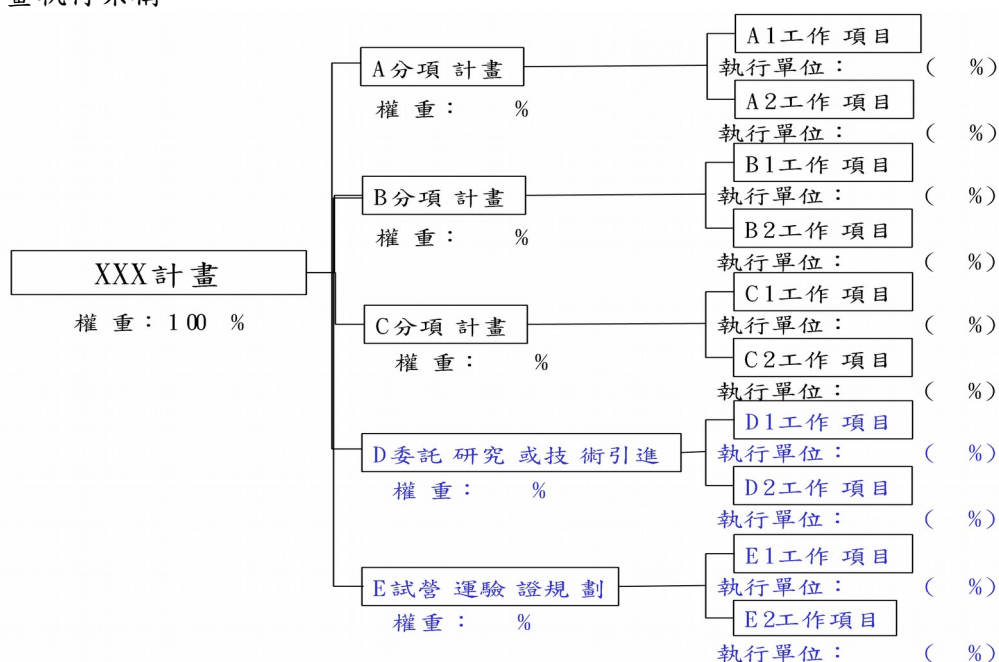 畫執行架構
A1工作項目
A分項計畫
執行單位： ( %)
A2工作項目
權重： %
執行單位： ( %)
B1工作項目
B分項計畫
執行單位： ( %)
B2工作項目
權重： %
執行單位： ( %)
XXX計畫
C1工作項目
權重：100 %
C分項計畫
執行單位： ( %)
C2工作項目
權重： %
執行單位： ( %)
D1工作項目
D委託研究或技術引進
執行單位： ( %)
D2工作項目
權重： %
執行單位： ( %)
E1工作項目
E試營運驗證規劃
執行單位： ( %)
E2工作項目
權重： %
執行單位： ( %)